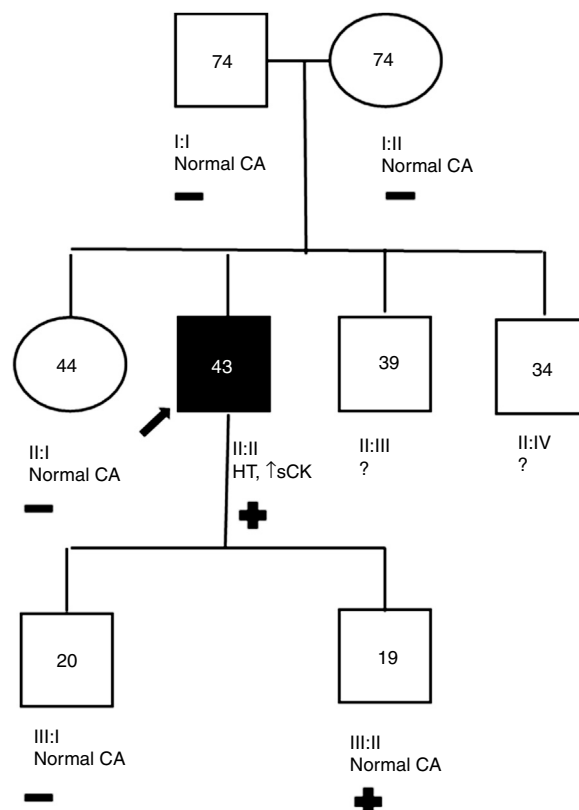 74
74
I:I
Normal CA
I:II
Normal CA
44
43
39
34
II:I
Normal CA
II:II
HT, ↑sCK
II:III
?
II:IV
?
20
19
III:I
Normal CA
III:II
Normal CA